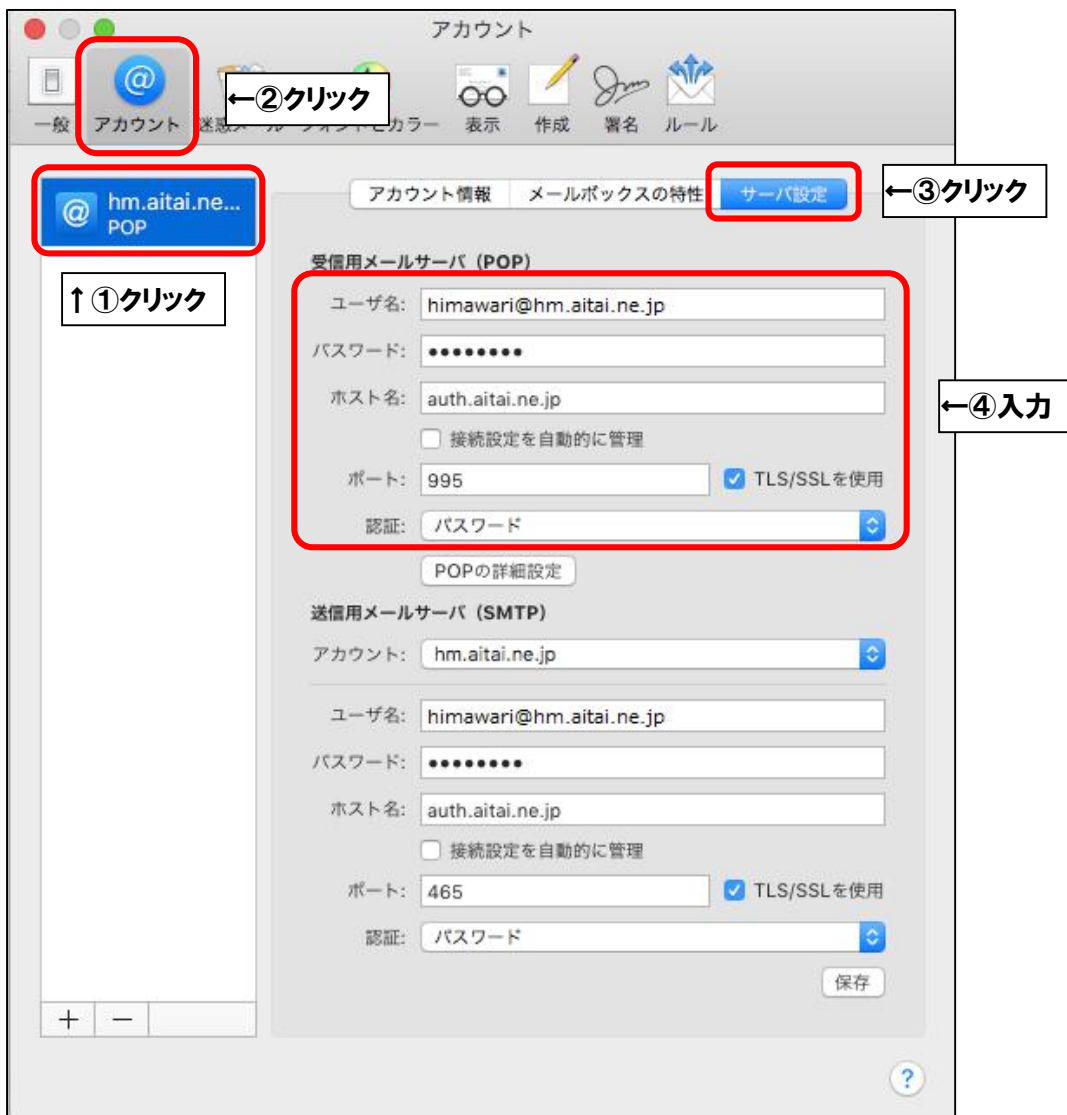 アカウント
←②クリック
一般 アカウント 表示 作成 署名 ルール
hm.aitai.ne...
POP
↑①クリック
アカウント情報 メールボックスの特性 サーバ設定
←③クリック
受信用メールサーバ（POP）
ユーザ名: himawari@hm.aitai.ne.jp
パスワード: ••••••••
ホスト名: auth.aitai.ne.jp
←④入力
接続設定を自動的に管理
ポート: 995 TLS/SSLを使用
認証: パスワード
POPの詳細設定
送信用メールサーバ（SMTP）
アカウント: hm.aitai.ne.jp
ユーザ名: himawari@hm.aitai.ne.jp
パスワード: ••••••••
ホスト名: auth.aitai.ne.jp
接続設定を自動的に管理
ポート: 465 TLS/SSLを使用
認証: パスワード
保存
+ −
?